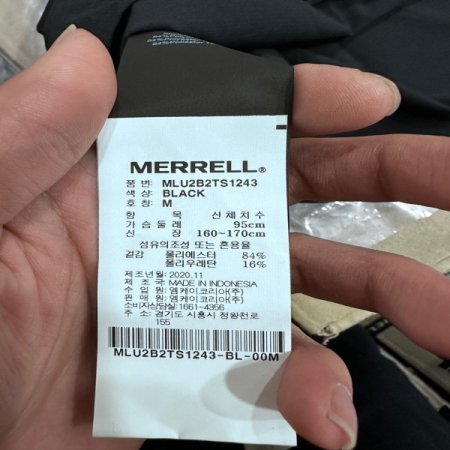 MERRELL®
품 번: MLU2B2TS1243
색 상: BLACK
호 칭: M
항 목 신체치수
가슴둘레 95cm
신 장 160~170cm
섬유의조성 또는 혼용율
겉감 폴리에스터 84%
폴리우레탄 16%
제조년월: 2020.11
제 조 국: MADE IN INDONESIA
수 입 원: 엠케이코리아(주)
판 매 원: 엠케이코리아(주)
소비자상담실: 1661-4356
주 소: 경기도 시흥시 정왕천로
155
MLU2B2TS1243-BL-00M